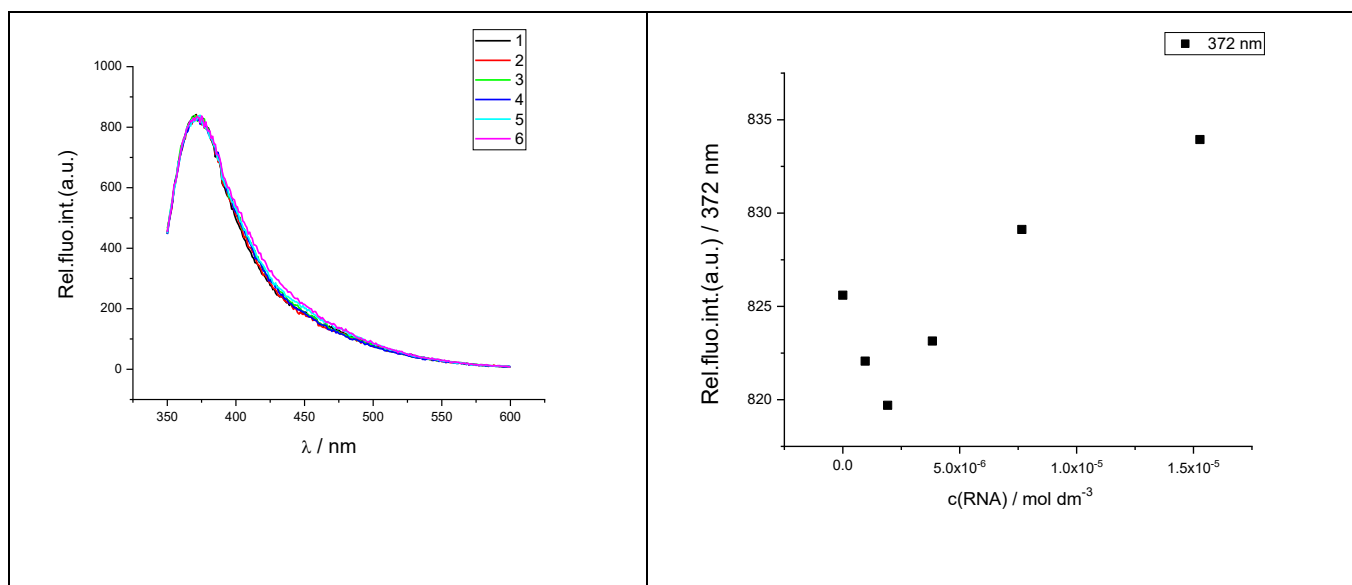 1
2
3
4
5
6
1000
800
600
400
200
0
Rel.fluo.int.(a.u.)
350 400 450 500 550 600
λ / nm
372 nm
835
830
825
820
Rel.fluo.int.(a.u.) / 372 nm
0.0 5.0x10⁻⁶ 1.0x10⁻⁵ 1.5x10⁻⁵
c(RNA) / mol dm⁻³